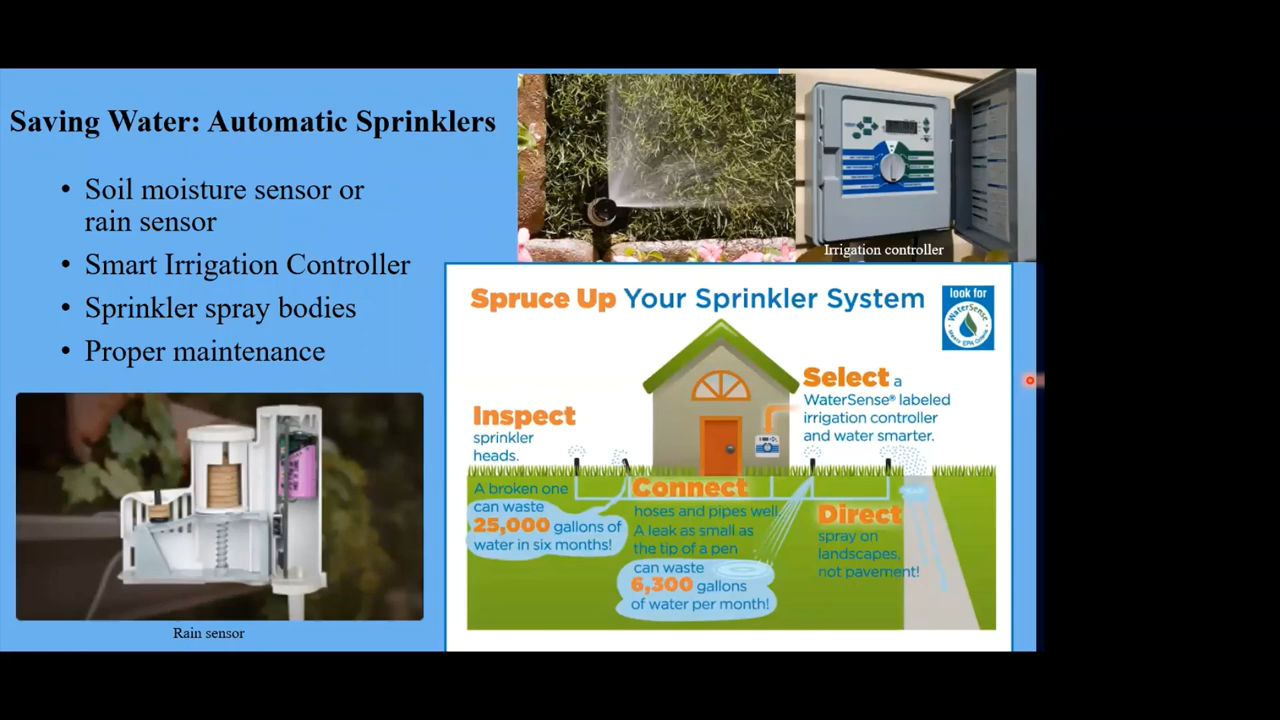 Saving Water: Automatic Sprinklers
• Soil moisture sensor or
rain sensor
• Smart Irrigation Controller
• Sprinkler spray bodies
• Proper maintenance
Rain sensor
Irrigation controller
Spruce Up Your Sprinkler System
look for
WaterSense
Meets EPA Criteria
Inspect
sprinkler
heads.
A broken one
can waste
25,000 gallons of
water in six months!
Connect
hoses and pipes well.
A leak as small as
the tip of a pen
can waste
6,300 gallons
of water per month!
Select a
WaterSense® labeled
irrigation controller
and water smarter.
Direct
spray on
landscapes,
not pavement!